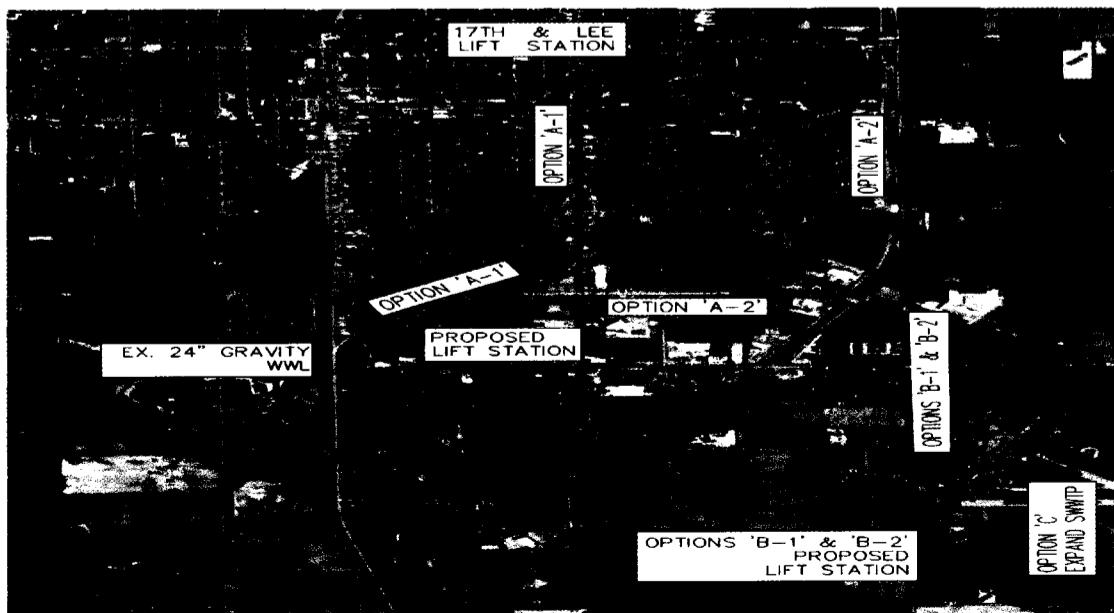 17TH & LEE
LIFT STATION
OPTION 'A-1'
OPTION 'A-2'
OPTION 'A-1'
OPTION 'A-2'
PROPOSED
LIFT STATION
EX. 24" GRAVITY
WWL
OPTIONS 'B-1' & 'B-2'
OPTIONS 'B-1' & 'B-2'
PROPOSED
LIFT STATION
OPTION 'C'
EXPAND SWWTP